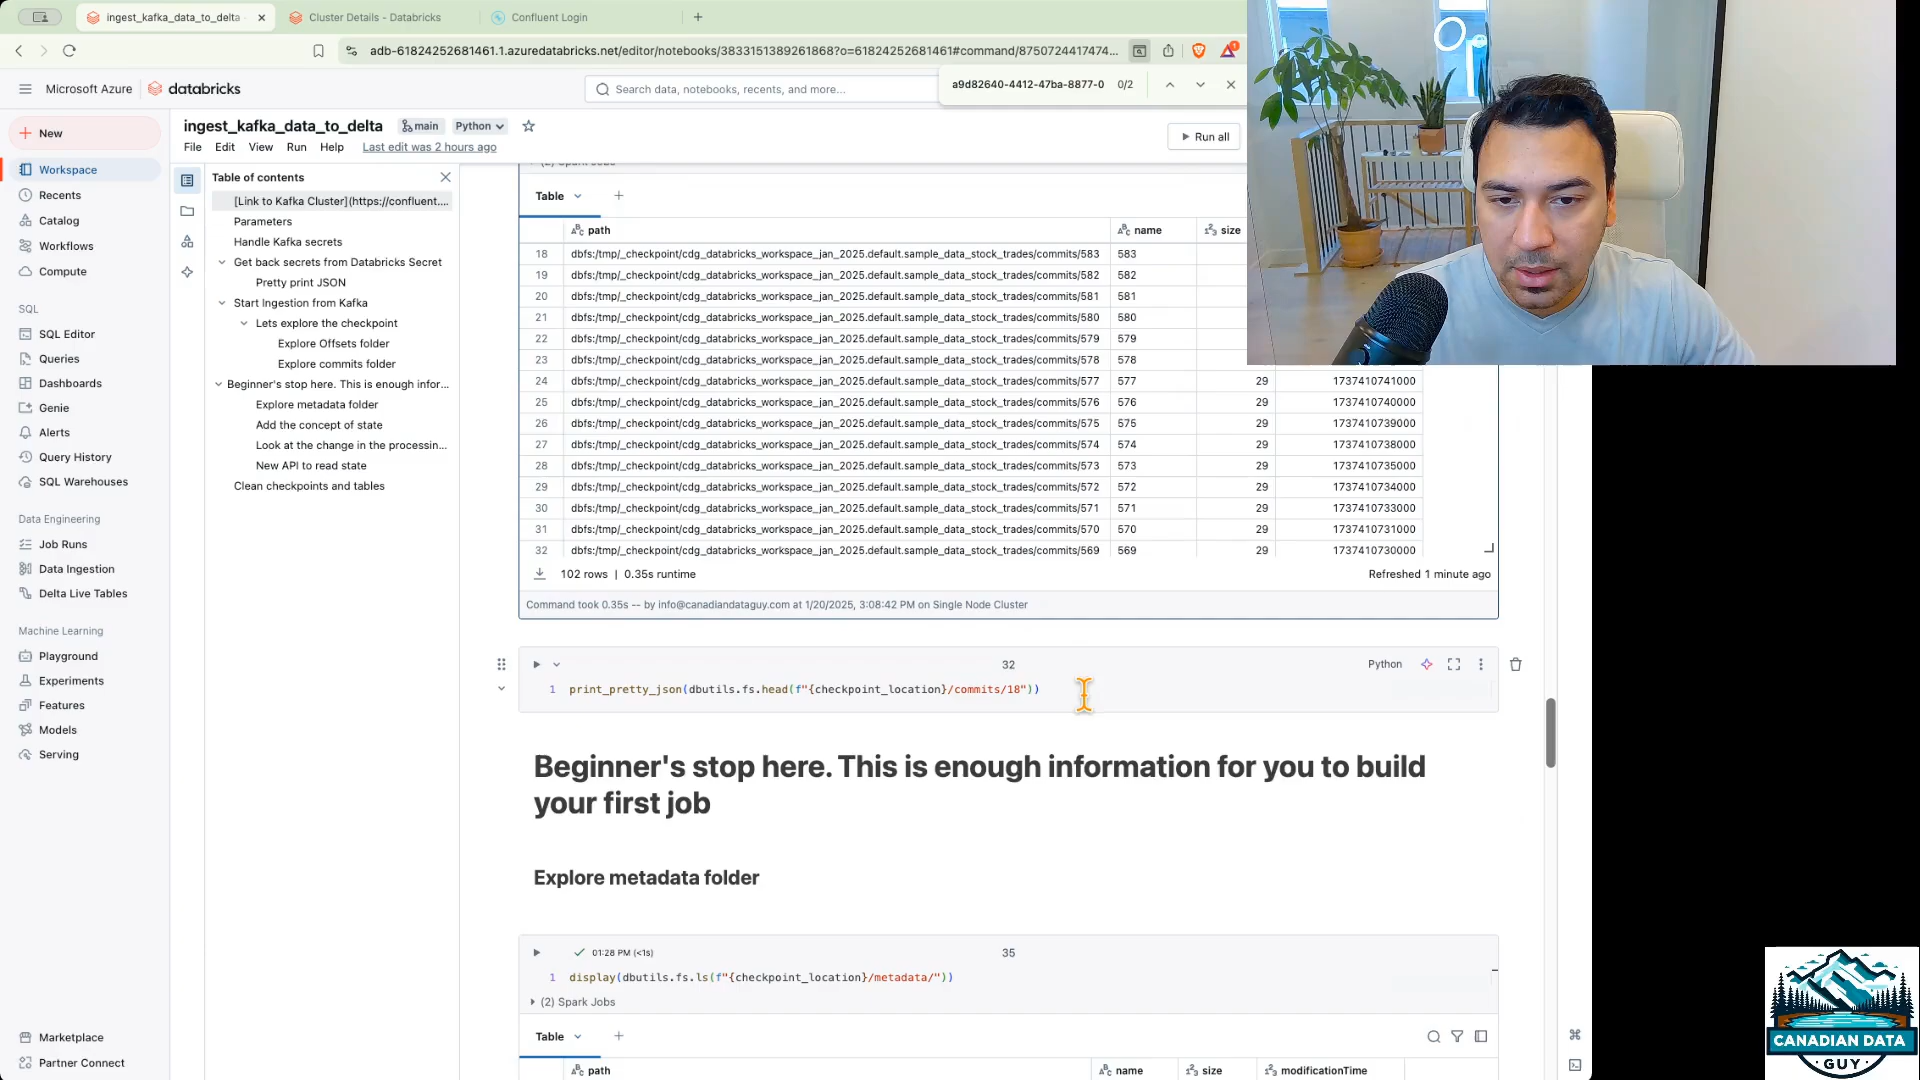 ingest_kafka_data_to_delta
Cluster Details - Databricks
Confluent Login
adb-61824252681461.1.azuredatabricks.net/editor/notebooks/3833151389261868?o=61824252681461#command/8750724417474...
Microsoft Azure
databricks
Search data, notebooks, recents, and more...
a9d82640-4412-47ba-8877-0 0/2
New
Workspace
Recents
Catalog
Workflows
Compute
SQL
SQL Editor
Queries
Dashboards
Genie
Alerts
Query History
SQL Warehouses
Data Engineering
Job Runs
Data Ingestion
Delta Live Tables
Machine Learning
Playground
Experiments
Features
Models
Serving
Marketplace
Partner Connect
ingest_kafka_data_to_delta main Python
File Edit View Run Help Last edit was 2 hours ago
Run all
Table of contents
[Link to Kafka Cluster](https://confluent....
Parameters
Handle Kafka secrets
Get back secrets from Databricks Secret
Pretty print JSON
Start Ingestion from Kafka
Lets explore the checkpoint
Explore Offsets folder
Explore commits folder
Beginner's stop here. This is enough infor...
Explore metadata folder
Add the concept of state
Look at the change in the processin...
New API to read state
Clean checkpoints and tables
Table
path name size
18 dbfs:/tmp/_checkpoint/cdg_databricks_workspace_jan_2025.default.sample_data_stock_trades/commits/583 583
19 dbfs:/tmp/_checkpoint/cdg_databricks_workspace_jan_2025.default.sample_data_stock_trades/commits/582 582
20 dbfs:/tmp/_checkpoint/cdg_databricks_workspace_jan_2025.default.sample_data_stock_trades/commits/581 581
21 dbfs:/tmp/_checkpoint/cdg_databricks_workspace_jan_2025.default.sample_data_stock_trades/commits/580 580
22 dbfs:/tmp/_checkpoint/cdg_databricks_workspace_jan_2025.default.sample_data_stock_trades/commits/579 579
23 dbfs:/tmp/_checkpoint/cdg_databricks_workspace_jan_2025.default.sample_data_stock_trades/commits/578 578
24 dbfs:/tmp/_checkpoint/cdg_databricks_workspace_jan_2025.default.sample_data_stock_trades/commits/577 577 29 1737410741000
25 dbfs:/tmp/_checkpoint/cdg_databricks_workspace_jan_2025.default.sample_data_stock_trades/commits/576 576 29 1737410740000
26 dbfs:/tmp/_checkpoint/cdg_databricks_workspace_jan_2025.default.sample_data_stock_trades/commits/575 575 29 1737410739000
27 dbfs:/tmp/_checkpoint/cdg_databricks_workspace_jan_2025.default.sample_data_stock_trades/commits/574 574 29 1737410738000
28 dbfs:/tmp/_checkpoint/cdg_databricks_workspace_jan_2025.default.sample_data_stock_trades/commits/573 573 29 1737410735000
29 dbfs:/tmp/_checkpoint/cdg_databricks_workspace_jan_2025.default.sample_data_stock_trades/commits/572 572 29 1737410734000
30 dbfs:/tmp/_checkpoint/cdg_databricks_workspace_jan_2025.default.sample_data_stock_trades/commits/571 571 29 1737410733000
31 dbfs:/tmp/_checkpoint/cdg_databricks_workspace_jan_2025.default.sample_data_stock_trades/commits/570 570 29 1737410731000
32 dbfs:/tmp/_checkpoint/cdg_databricks_workspace_jan_2025.default.sample_data_stock_trades/commits/569 569 29 1737410730000
102 rows | 0.35s runtime Refreshed 1 minute ago
Command took 0.35s -- by info@canadiandataguy.com at 1/20/2025, 3:08:42 PM on Single Node Cluster
32 Python
1 print_pretty_json(dbutils.fs.head(f"{checkpoint_location}/commits/18"))
Beginner's stop here. This is enough information for you to build
your first job
Explore metadata folder
01:28 PM (<1s) 35
1 display(dbutils.fs.ls(f"{checkpoint_location}/metadata/"))
(2) Spark Jobs
Table
path name size modificationTime
CANADIAN DATA
GUY